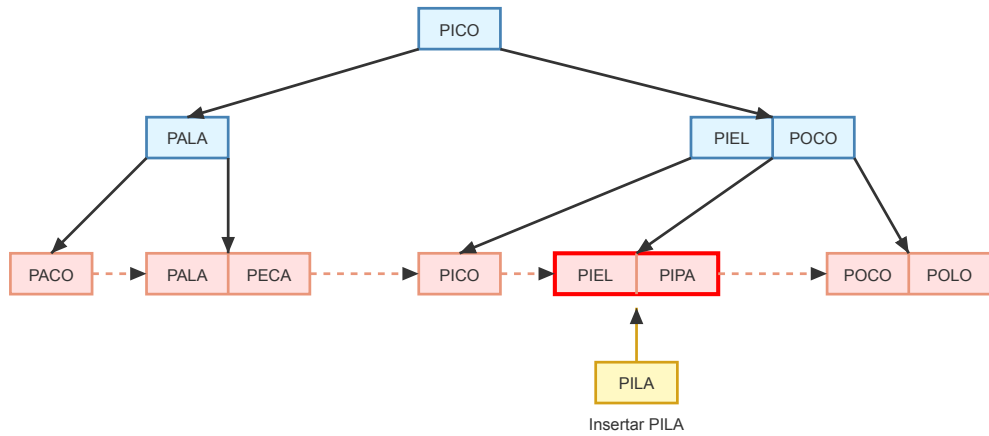 PICO
PALA
PIEL POCO
PACO PALA PECA PICO PIEL PIPA POCO POLO
PILA
Insertar PILA